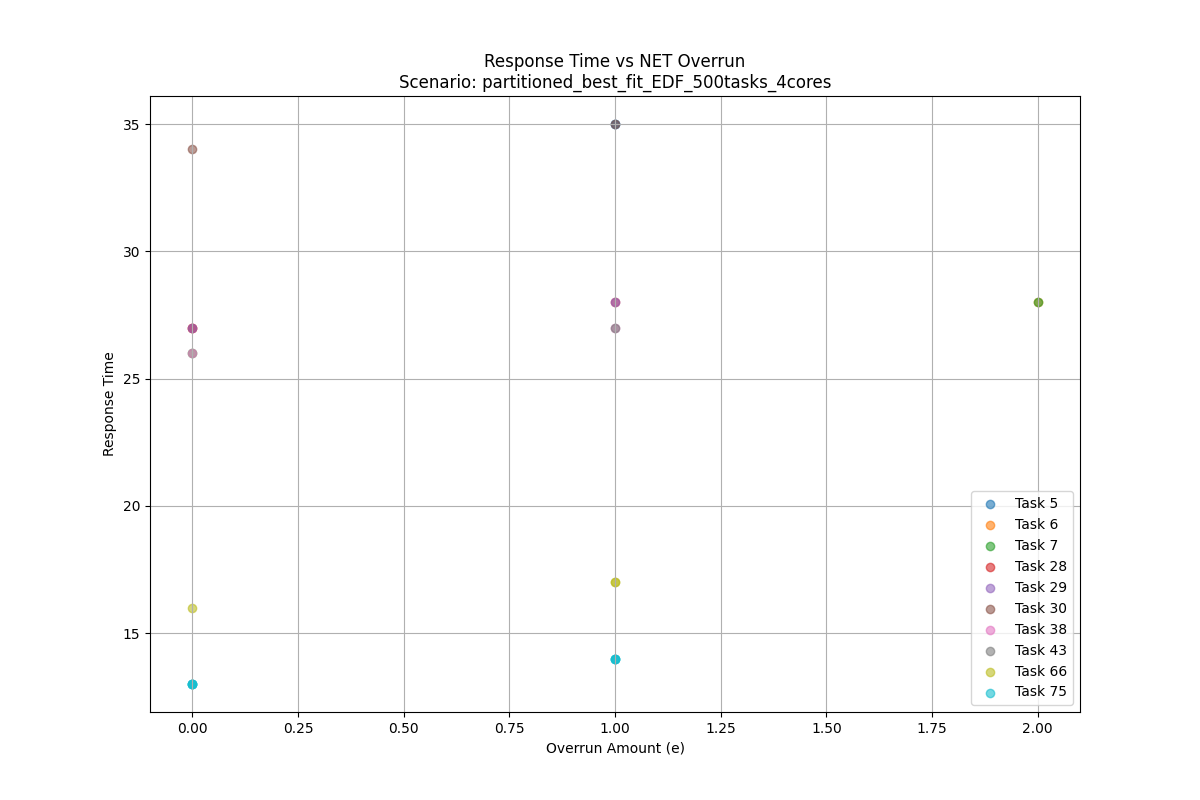 Response Time vs NET Overrun
Scenario: partitioned_best_fit_EDF_500tasks_4cores
35
30
25
20
15
Response Time
0.00 0.25 0.50 0.75 1.00 1.25 1.50 1.75 2.00
Overrun Amount (e)
Task 5
Task 6
Task 7
Task 28
Task 29
Task 30
Task 38
Task 43
Task 66
Task 75